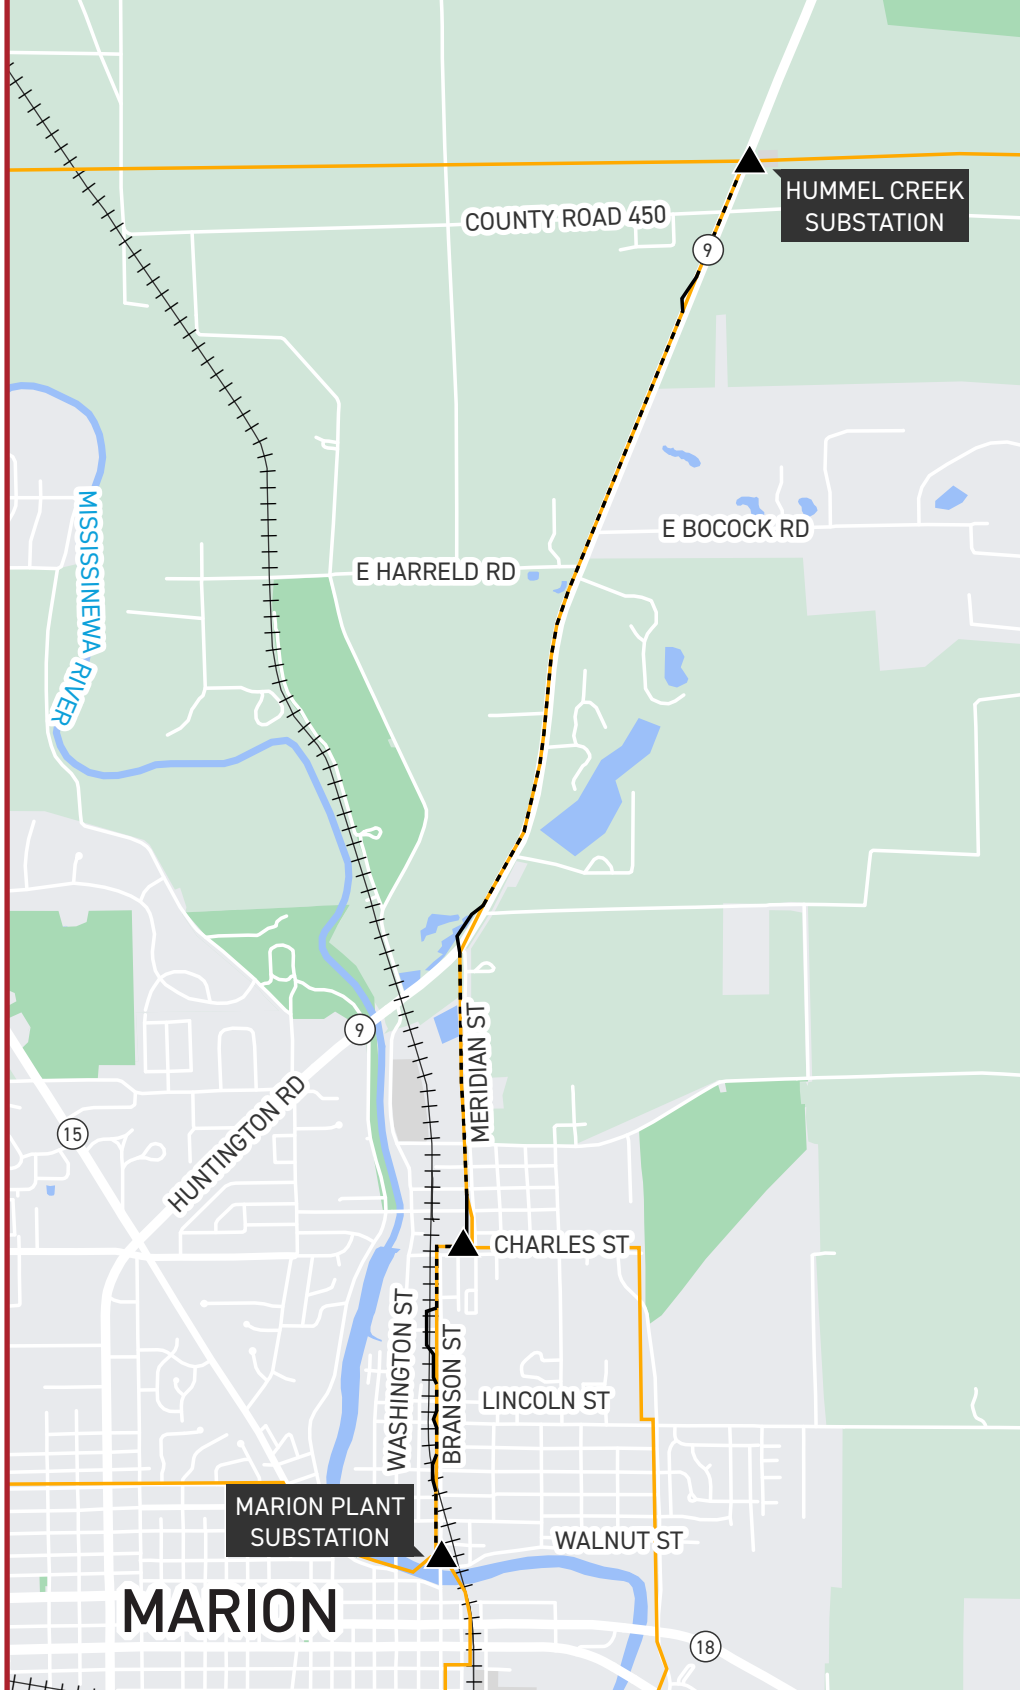 HUMMEL CREEK
SUBSTATION
COUNTY ROAD 450
9
MISSISSINEWA RIVER
E BOCOCK RD
E HARRELD RD
9
MERIDIAN ST
HUNTINGTON RD
15
CHARLES ST
WASHINGTON ST
BRANSON ST
LINCOLN ST
MARION PLANT
SUBSTATION
WALNUT ST
MARION
18